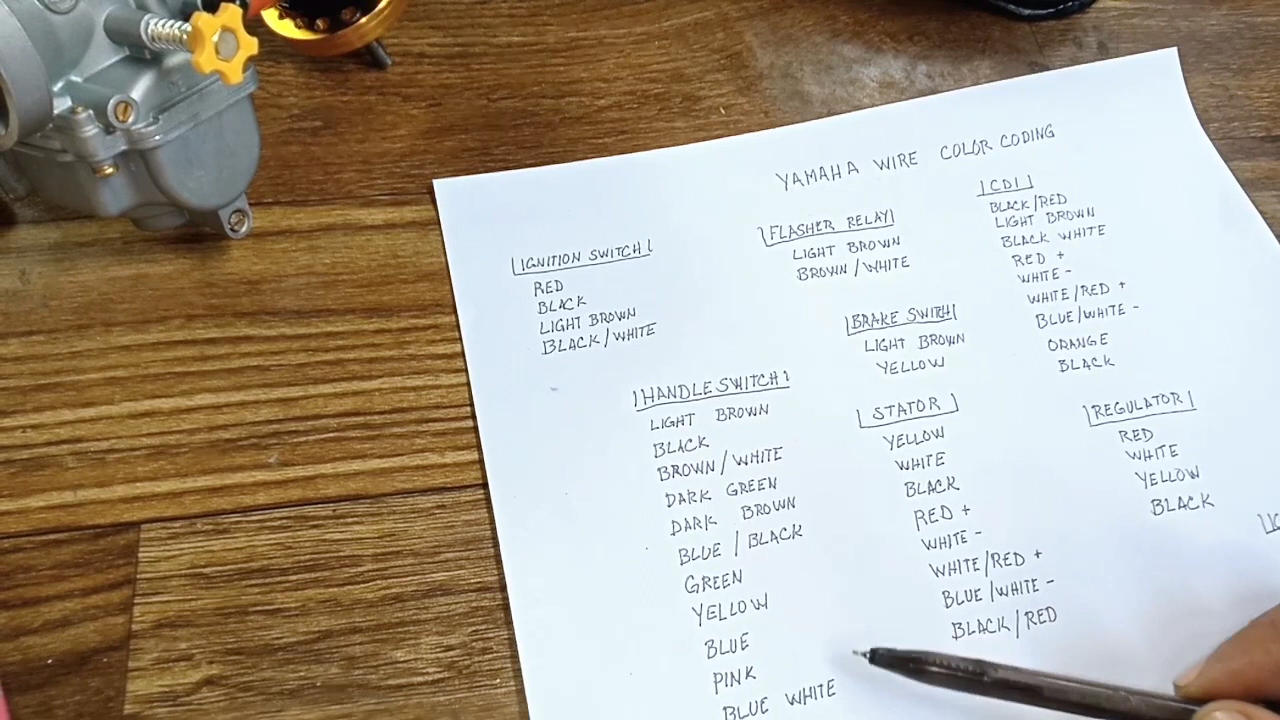 YAMAHA WIRE COLOR CODING
IGNITION SWITCH
RED
BLACK
LIGHT BROWN
BLACK/WHITE
FLASHER RELAY
LIGHT BROWN
BROWN/WHITE
CDI
BLACK/RED
LIGHT BROWN
BLACK WHITE
RED +
WHITE -
WHITE/RED +
BLUE/WHITE -
ORANGE
BLACK
BRAKE SWITCH
LIGHT BROWN
YELLOW
HANDLE SWITCH
LIGHT BROWN
BLACK
BROWN/WHITE
DARK GREEN
DARK BROWN
BLUE/BLACK
GREEN
YELLOW
BLUE
PINK
BLUE WHITE
STATOR
YELLOW
WHITE
BLACK
RED +
WHITE -
WHITE/RED +
BLUE/WHITE -
BLACK/RED
REGULATOR
RED
WHITE
YELLOW
BLACK